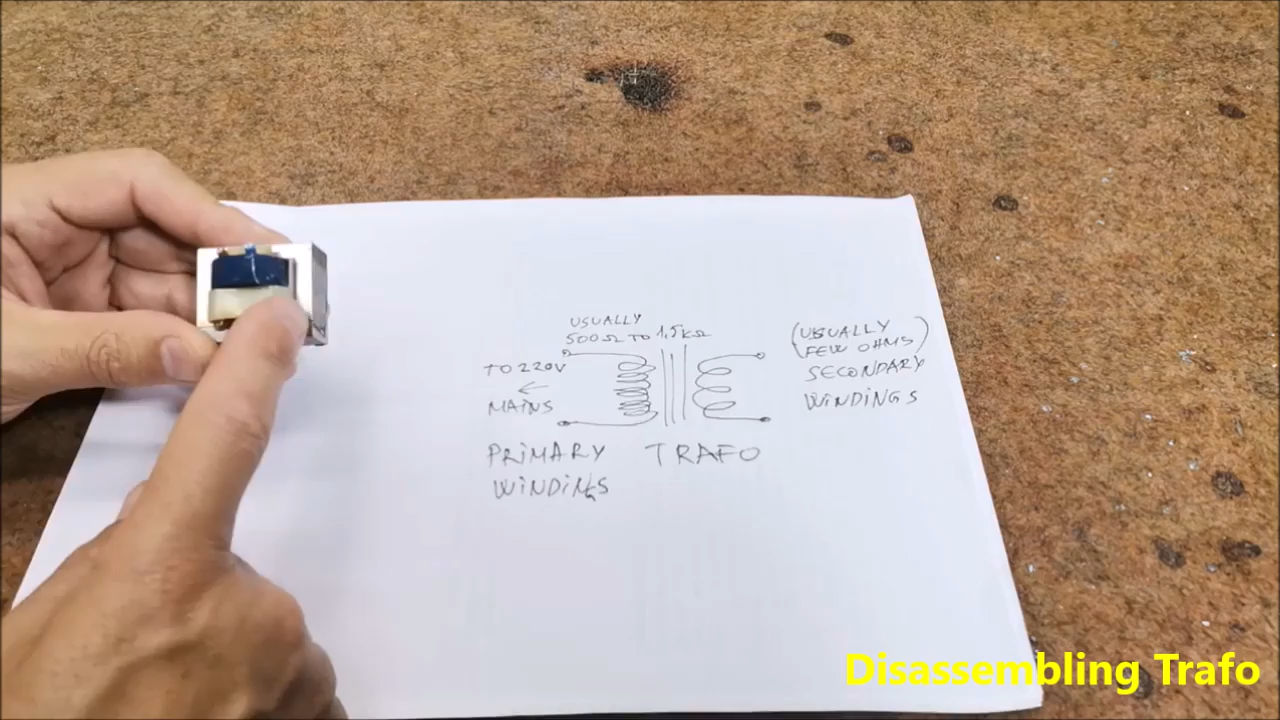 USUALLY
500Ω TO 1,5KΩ
TO 220V
←
MAINS
PRIMARY
WINDINGS
TRAFO
(USUALLY
FEW OHMS)
SECONDARY
WINDINGS
Disassembling Trafo